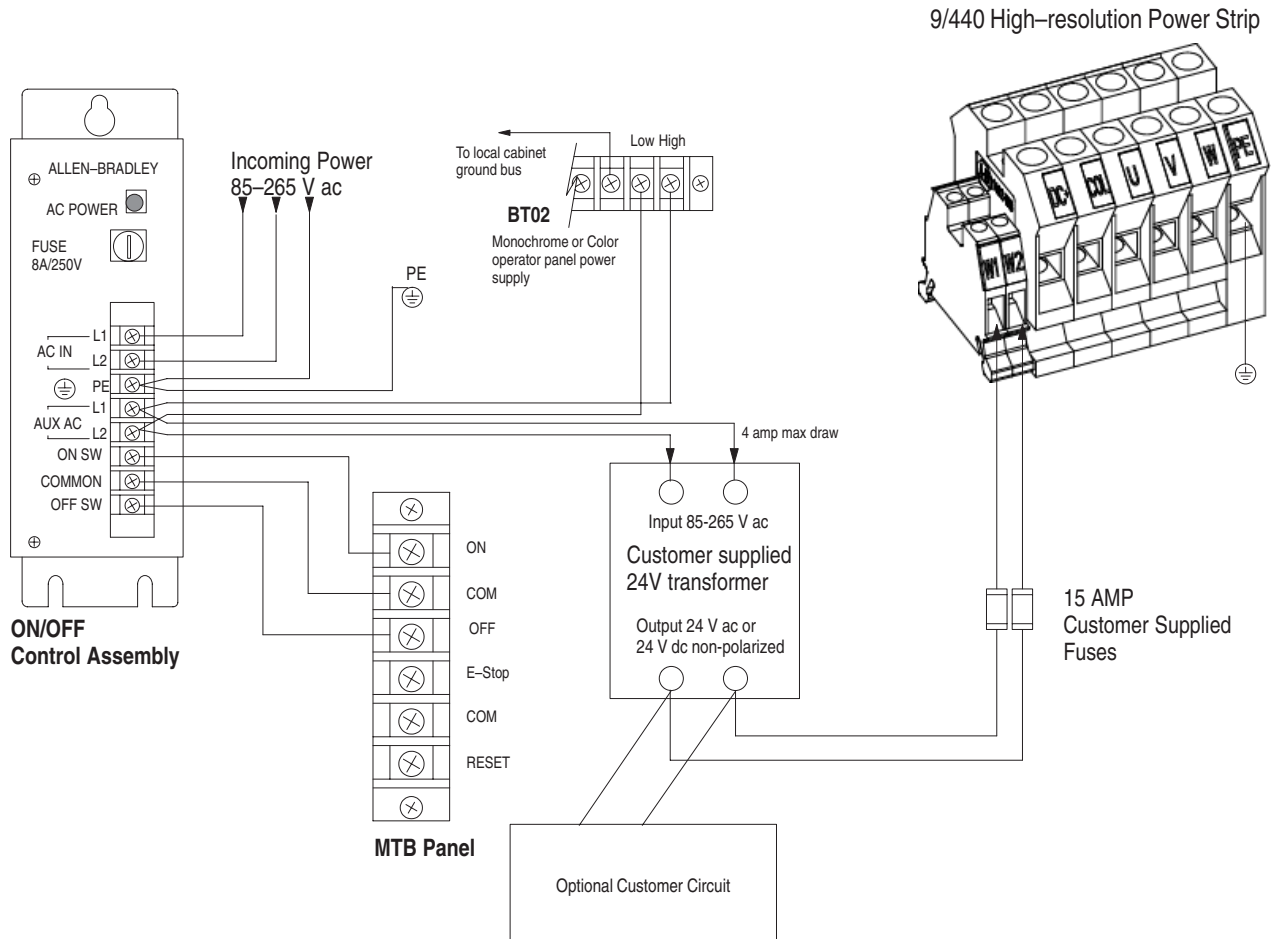 9/440 High–resolution Power Strip
ALLEN–BRADLEY
AC POWER
FUSE
8A/250V
Incoming Power
85–265 V ac
To local cabinet
ground bus
Low High
BT02
Monochrome or Color
operator panel power
supply
PE
DC+
COL
U
V
W
PE
W1
W2
L1
AC IN
L2
PE
L1
AUX AC
L2
ON SW
COMMON
OFF SW
ON/OFF
Control Assembly
4 amp max draw
Input 85-265 V ac
Customer supplied
24V transformer
Output 24 V ac or
24 V dc non-polarized
15 AMP
Customer Supplied
Fuses
ON
COM
OFF
E–Stop
COM
RESET
MTB Panel
Optional Customer Circuit